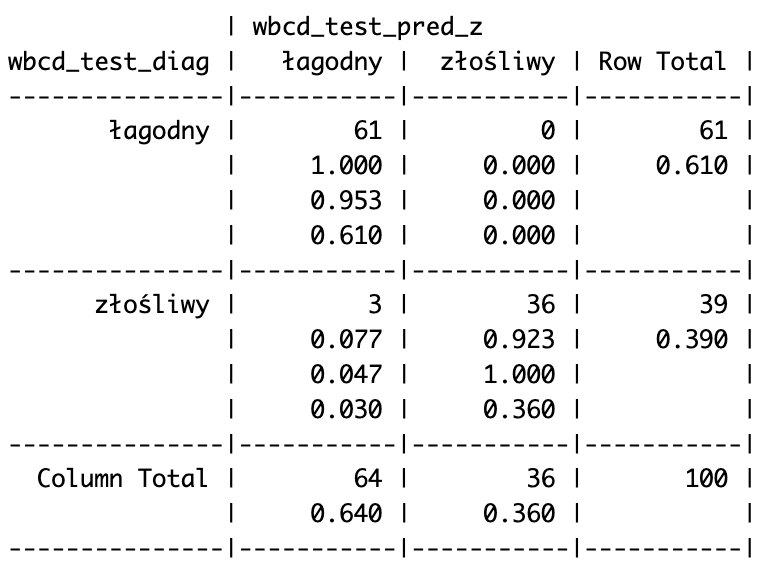 | wbcd_test_pred_z
wbcd_test_diag |   łagodny |  złośliwy | Row Total |
---------------|-----------|-----------|-----------|
       łagodny |        61 |         0 |        61 |
               |     1.000 |     0.000 |     0.610 |
               |     0.953 |     0.000 |           |
               |     0.610 |     0.000 |           |
---------------|-----------|-----------|-----------|
      złośliwy |         3 |        36 |        39 |
               |     0.077 |     0.923 |     0.390 |
               |     0.047 |     1.000 |           |
               |     0.030 |     0.360 |           |
---------------|-----------|-----------|-----------|
  Column Total |        64 |        36 |       100 |
               |     0.640 |     0.360 |           |
---------------|-----------|-----------|-----------|